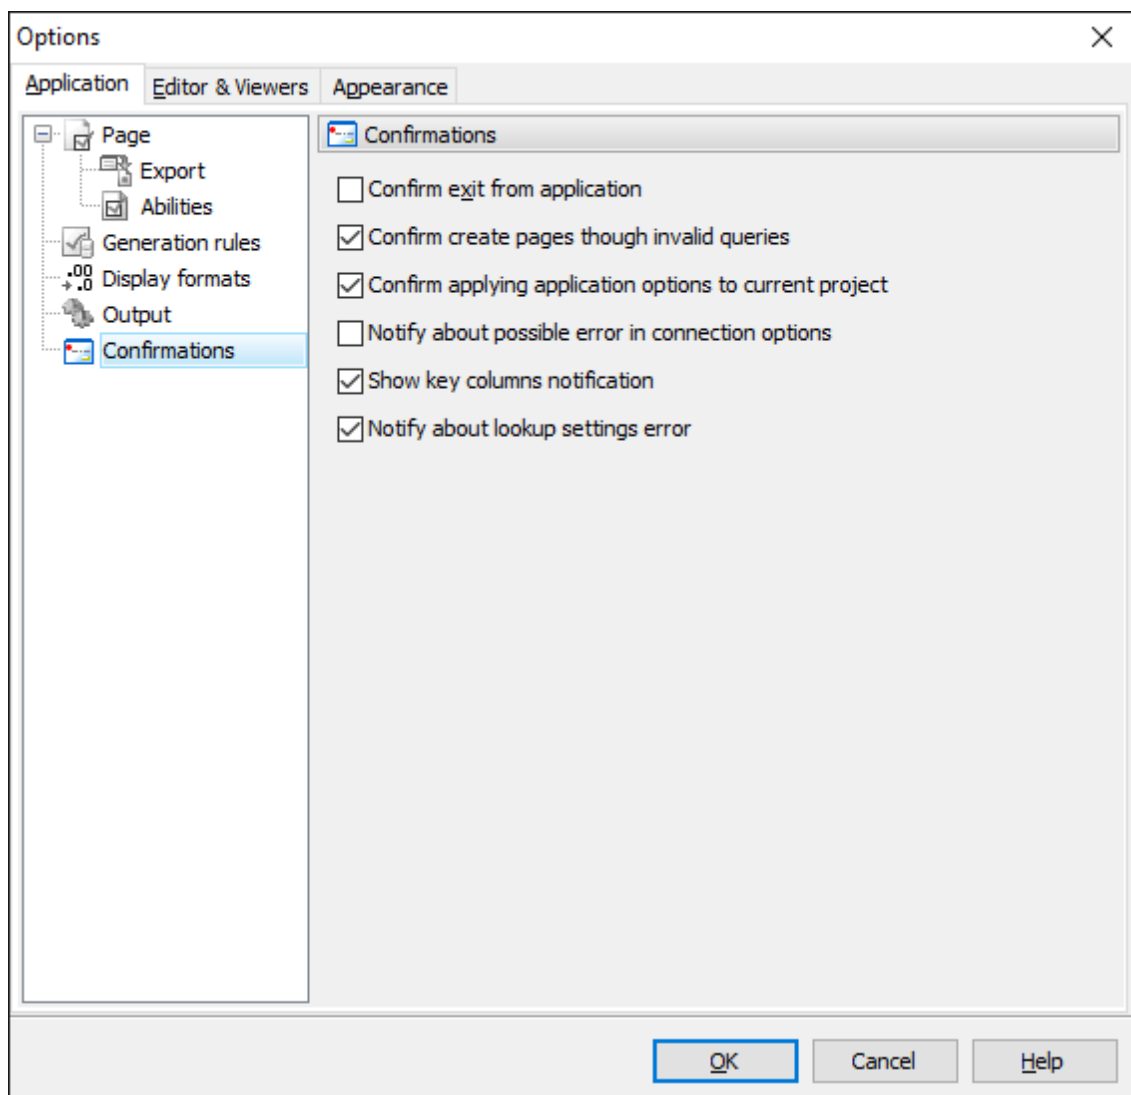 Options
Application Editor & Viewers Appearance
Page
Export
Abilities
Generation rules
Display formats
Output
Confirmations
Confirmations
Confirm exit from application
Confirm create pages though invalid queries
Confirm applying application options to current project
Notify about possible error in connection options
Show key columns notification
Notify about lookup settings error
OK Cancel Help